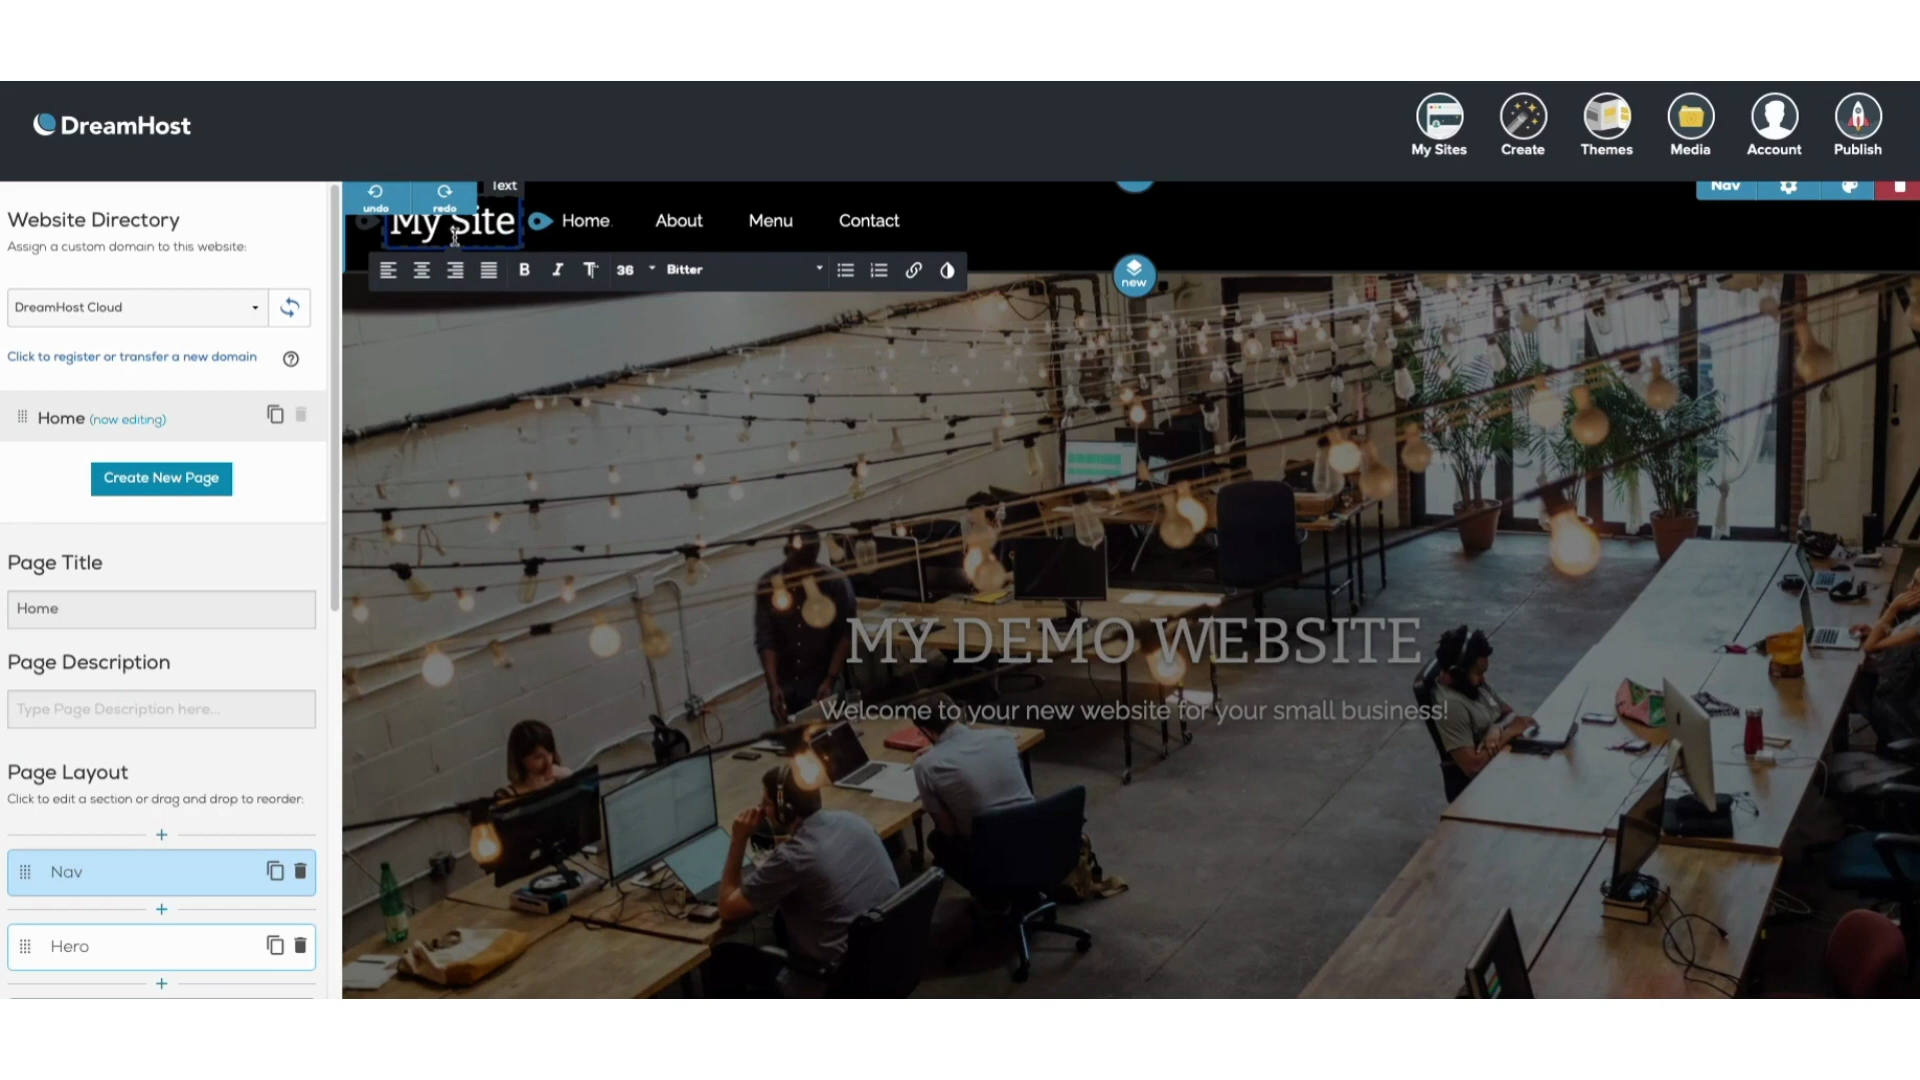 DreamHost
My Sites
Create
Themes
Media
Account
Publish
Website Directory
Assign a custom domain to this website:
DreamHost Cloud
Click to register or transfer a new domain
Home (now editing)
Create New Page
Page Title
Home
Page Description
Type Page Description here...
Page Layout
Click to edit a section or drag and drop to reorder:
Nav
Hero
undo
redo
Text
Nav
My Site
Home
About
Menu
Contact
36
Bitter
new
MY DEMO WEBSITE
Welcome to your new website for your small business!